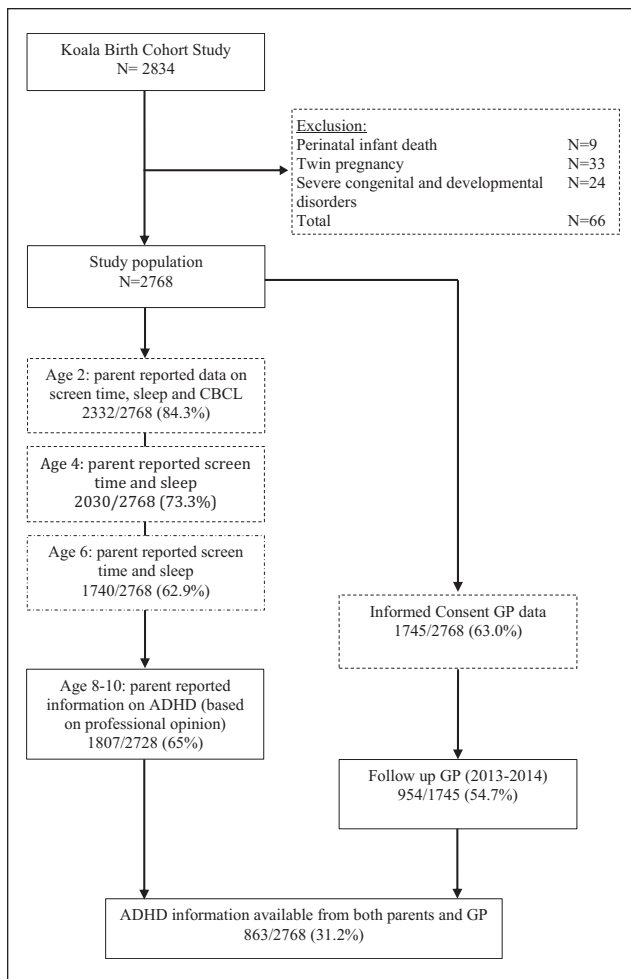 Koala Birth Cohort Study
N= 2834
Exclusion:
Perinatal infant death N=9
Twin pregnancy N=33
Severe congenital and developmental N=24
disorders
Total N=66
Study population
N=2768
Age 2: parent reported data on
screen time, sleep and CBCL
2332/2768 (84.3%)
Age 4: parent reported screen
time and sleep
2030/2768 (73.3%)
Age 6: parent reported screen
time and sleep
1740/2768 (62.9%)
Informed Consent GP data
1745/2768 (63.0%)
Age 8-10: parent reported
information on ADHD (based
on professional opinion)
1807/2728 (65%)
Follow up GP (2013-2014)
954/1745 (54.7%)
ADHD information available from both parents and GP
863/2768 (31.2%)